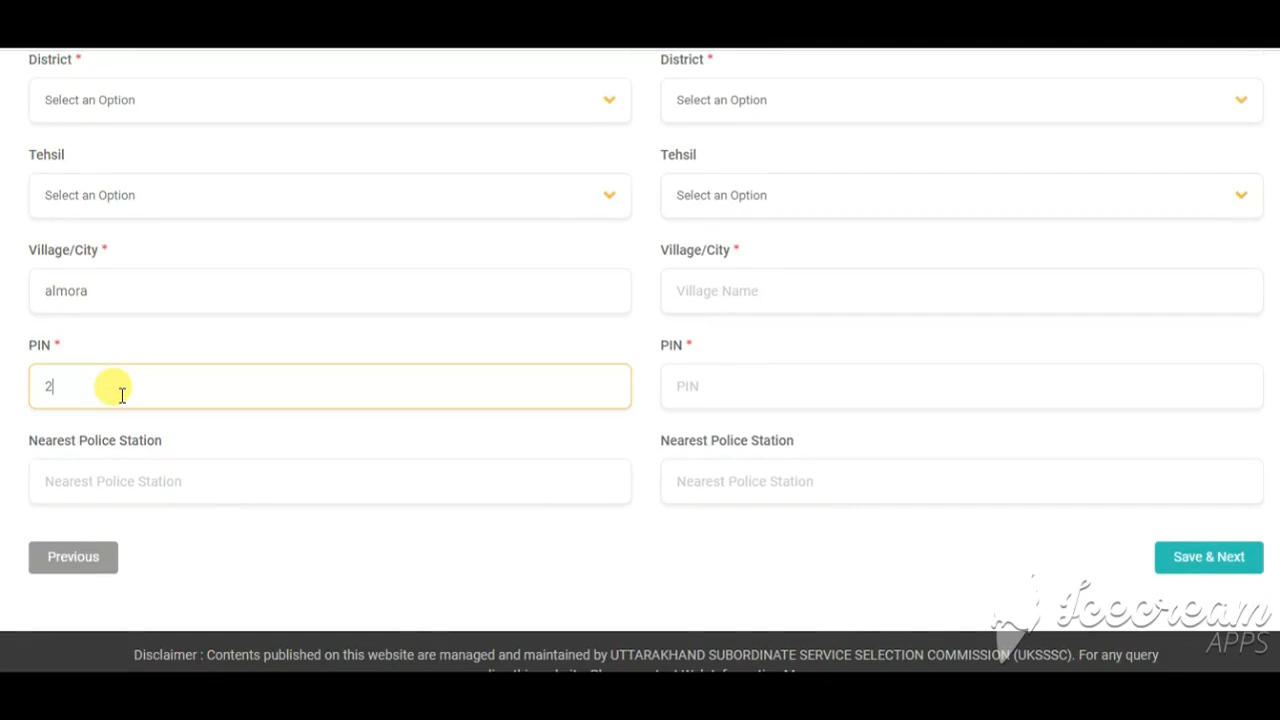 District *
Select an Option
Tehsil
Select an Option
Village/City *
almora
PIN *
2
Nearest Police Station
Nearest Police Station
Previous
District *
Select an Option
Tehsil
Select an Option
Village/City *
Village Name
PIN *
PIN
Nearest Police Station
Nearest Police Station
Save & Next
Icecream
APPS
Disclaimer : Contents published on this website are managed and maintained by UTTARAKHAND SUBORDINATE SERVICE SELECTION COMMISSION (UKSSSC). For any query